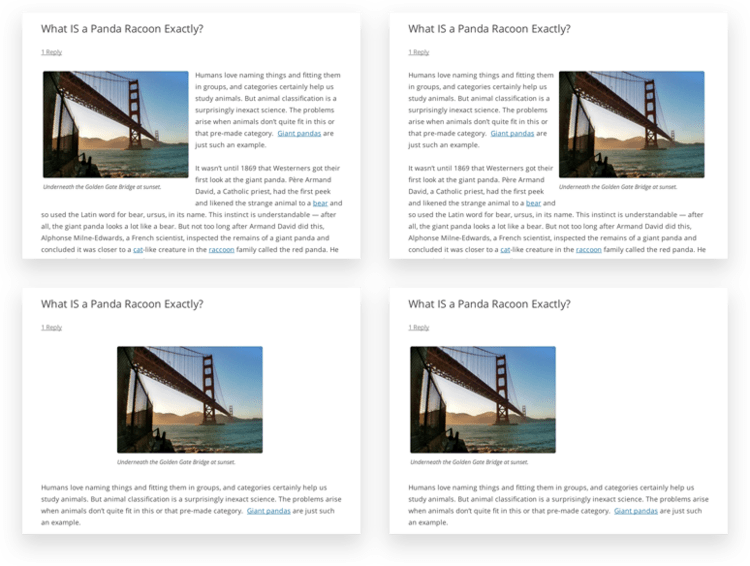 What IS a Panda Racoon Exactly?
1 Reply
Humans love naming things and fitting them
in groups, and categories certainly help us
study animals. But animal classification is a
surprisingly inexact science. The problems
arise when animals don't quite fit in this or
that pre-made category.  Giant pandas are
just such an example.
Underneath the Golden Gate Bridge at sunset.
It wasn't until 1869 that Westerners got their
first look at the giant panda. Père Armand
David, a Catholic priest, had the first peek
and likened the strange animal to a bear and
so used the Latin word for bear, ursus, in its name. This instinct is understandable — after
all, the giant panda looks a lot like a bear. But not too long after Armand David did this,
Alphonse Milne-Edwards, a French scientist, inspected the remains of a giant panda and
concluded it was closer to a cat-like creature in the raccoon family called the red panda. He
What IS a Panda Racoon Exactly?
1 Reply
Humans love naming things and fitting them
in groups, and categories certainly help us
study animals. But animal classification is a
surprisingly inexact science. The problems
arise when animals don't quite fit in this or
that pre-made category.  Giant pandas are
just such an example.
Underneath the Golden Gate Bridge at sunset.
It wasn't until 1869 that Westerners got their
first look at the giant panda. Père Armand
David, a Catholic priest, had the first peek
and likened the strange animal to a bear and
so used the Latin word for bear, ursus, in its name. This instinct is understandable — after
all, the giant panda looks a lot like a bear. But not too long after Armand David did this,
Alphonse Milne-Edwards, a French scientist, inspected the remains of a giant panda and
concluded it was closer to a cat-like creature in the raccoon family called the red panda. He
What IS a Panda Racoon Exactly?
1 Reply
Underneath the Golden Gate Bridge at sunset.
Humans love naming things and fitting them in groups, and categories certainly help us
study animals. But animal classification is a surprisingly inexact science. The problems arise
when animals don't quite fit in this or that pre-made category.  Giant pandas are just such
an example.
What IS a Panda Racoon Exactly?
1 Reply
Underneath the Golden Gate Bridge at sunset.
Humans love naming things and fitting them in groups, and categories certainly help us
study animals. But animal classification is a surprisingly inexact science. The problems arise
when animals don't quite fit in this or that pre-made category.  Giant pandas are just such
an example.